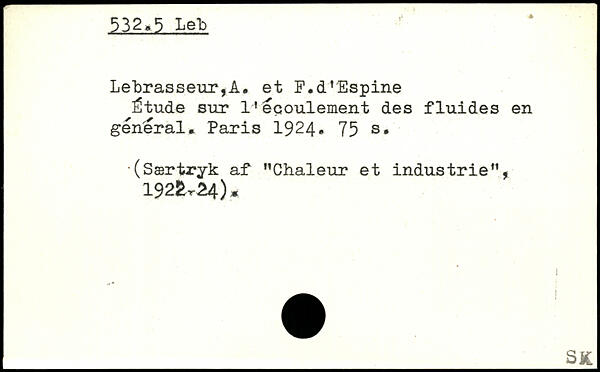 532.5 Leb
Lebrasseur,A. et F.d'Espine
Étude sur l'écoulement des fluides en
général. Paris 1924. 75 s.
(Særtryk af "Chaleur et industrie",
1922-24).
SK